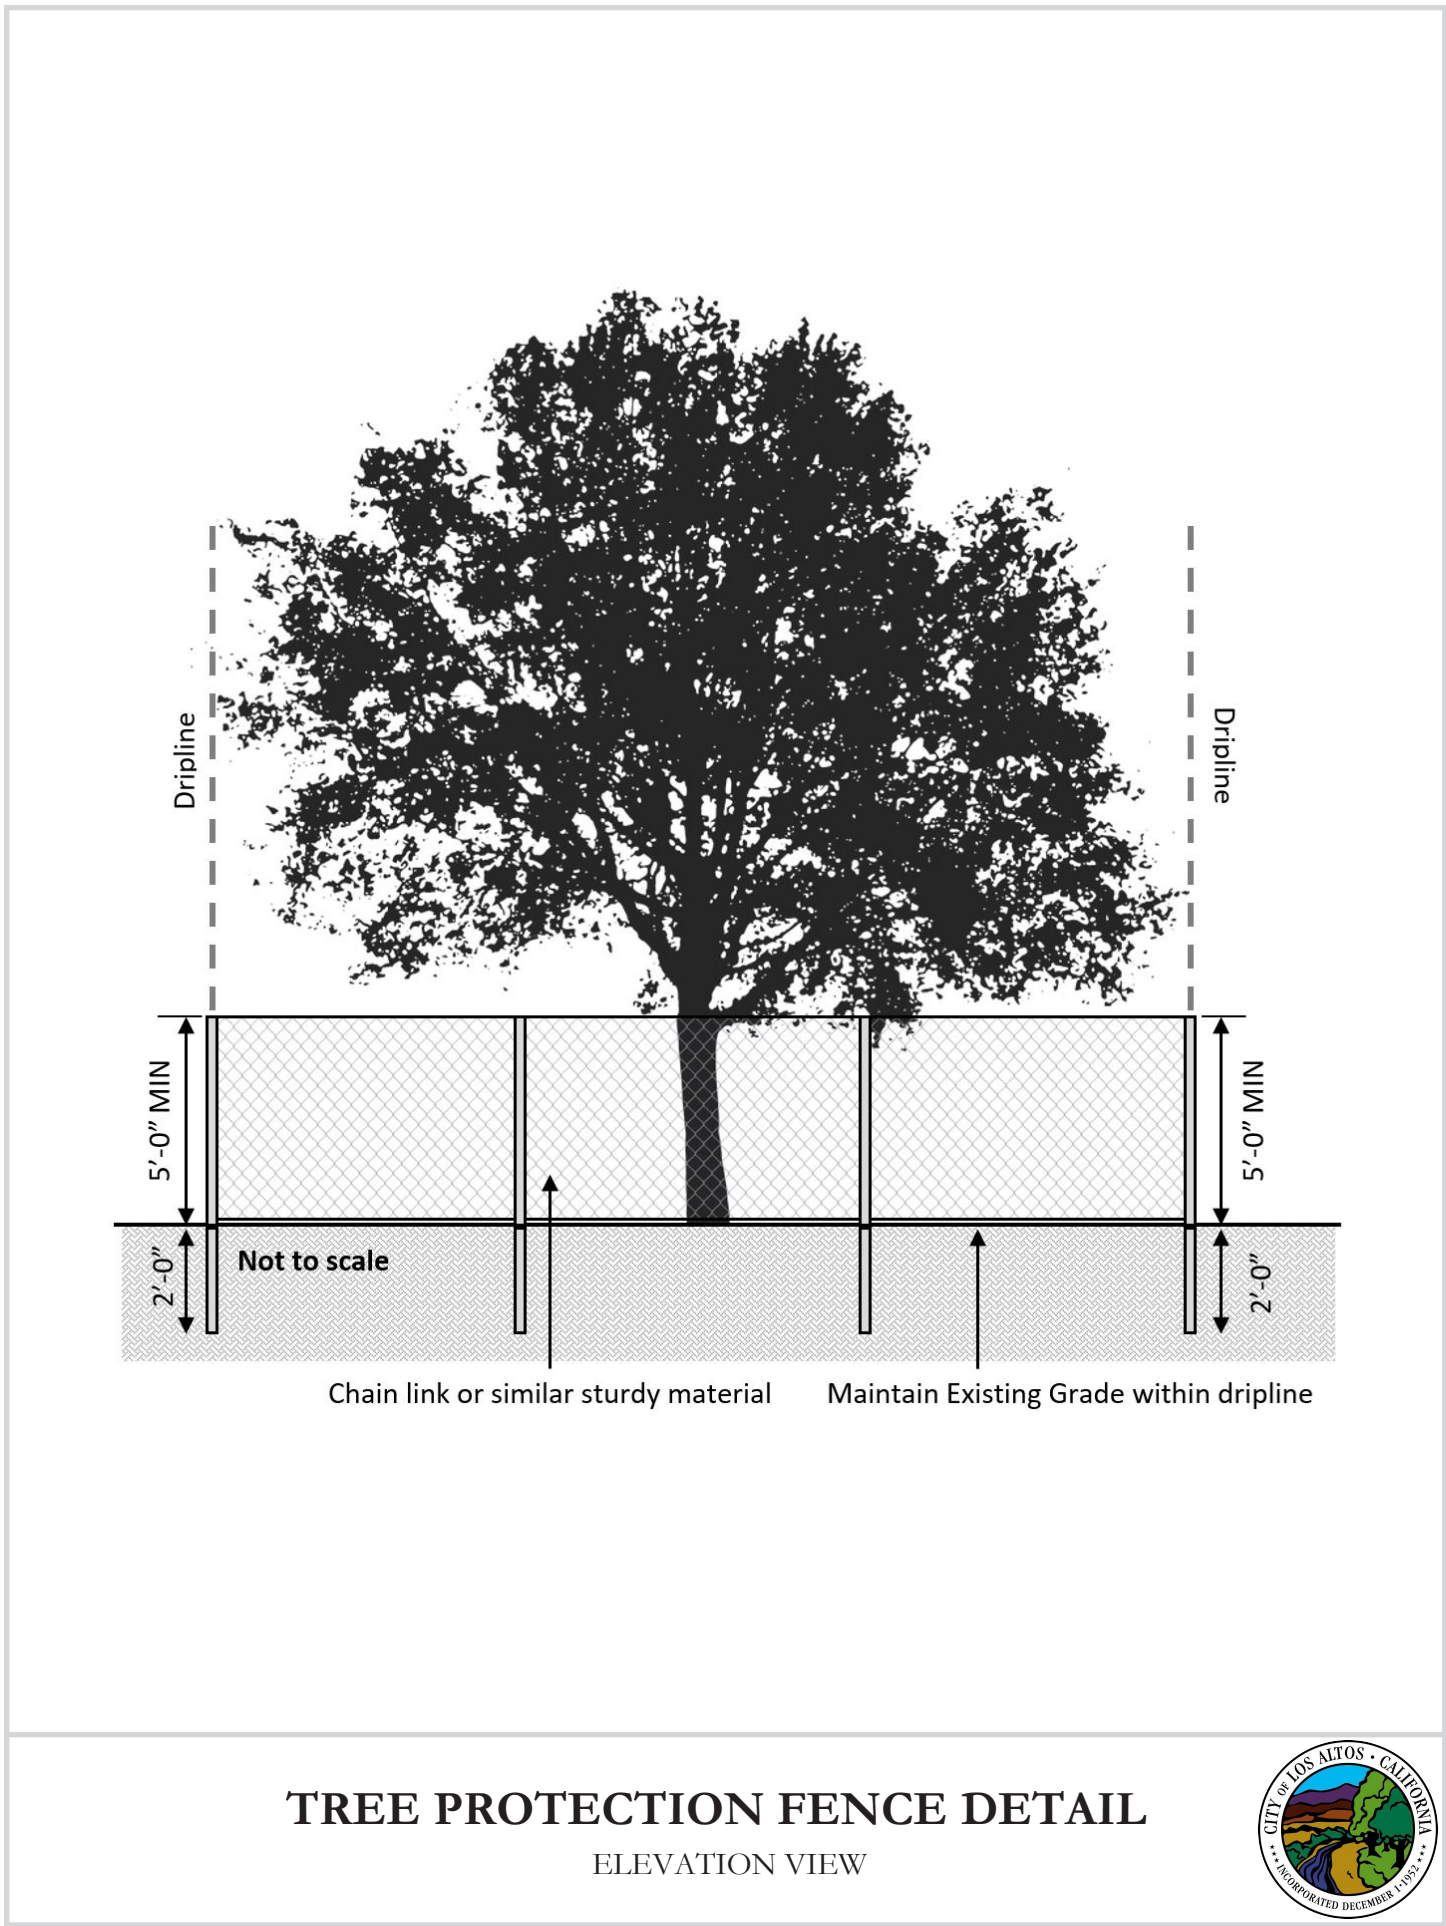 Dripline
Dripline
5’-0” MIN
5’-0” MIN
2’-0”
Not to scale
2’-0”
Chain link or similar sturdy material
Maintain Existing Grade within dripline
TREE PROTECTION FENCE DETAIL
ELEVATION VIEW
CITY OF LOS ALTOS • CALIFORNIA
INCORPORATED DECEMBER 1•1952